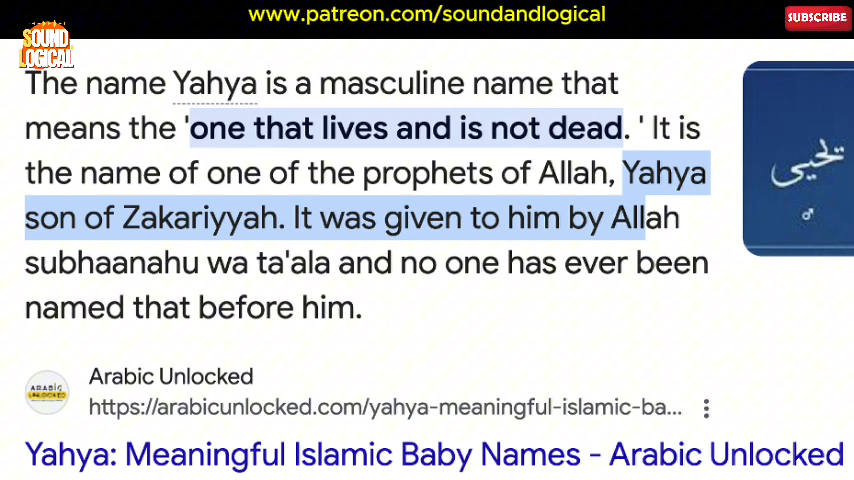 www.patreon.com/soundandlogical
SUBSCRIBE
SOUND
LOGICAL
The name Yahya is a masculine name that
means the 'one that lives and is not dead. ' It is
the name of one of the prophets of Allah, Yahya
son of Zakariyyah. It was given to him by Allah
subhaanahu wa ta'ala and no one has ever been
named that before him.
يحيى
♂
Arabic Unlocked
ARABIC
UNLOCKED
https://arabicunlocked.com/yahya-meaningful-islamic-ba...
Yahya: Meaningful Islamic Baby Names - Arabic Unlocked